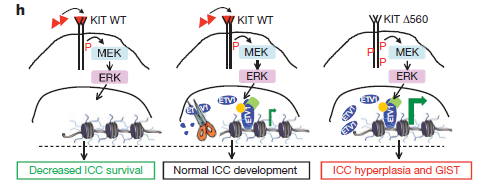 h
KIT WT
P
MEK
ERK
Decreased ICC survival
KIT WT
P
MEK
ERK
ETV1
ETV1
ETV1
Normal ICC development
KIT Δ560
P
P
P
MEK
ERK
ETV1
ETV1
ETV1
ETV1
ICC hyperplasia and GIST